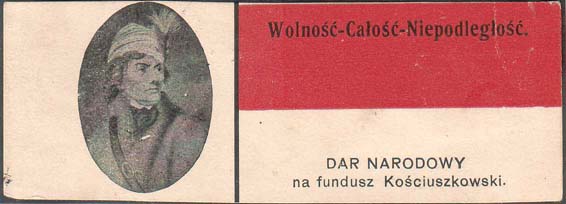 Wolność-Całość-Niepodległość.
DAR NARODOWY
na fundusz Kościuszkowski.